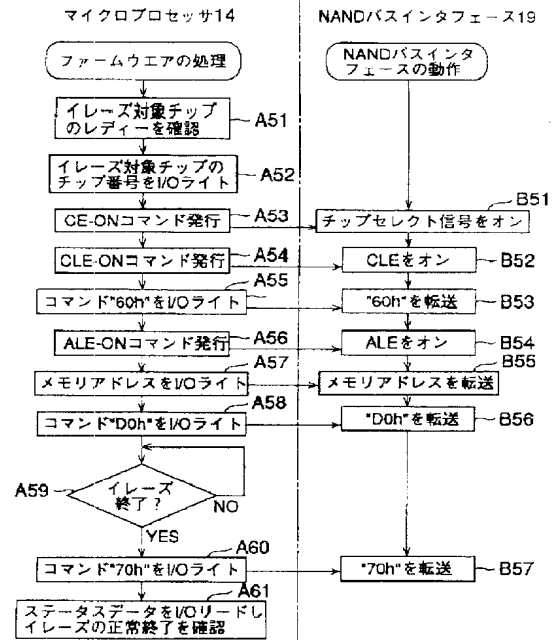 マイクロプロセッサ14
NANDバスインタフェース19
ファームウエアの処理
NANDバスインタ
フェースの動作
イレーズ対象チップ
のレディーを確認
A51
イレーズ対象チップの
チップ番号をI/Oライト
A52
CE-ONコマンド発行
A53
チップセレクト信号をオン
B51
CLE-ONコマンド発行
A54
CLEをオン
B52
コマンド"60h"をI/Oライト
A55
"60h"を転送
B53
ALE-ONコマンド発行
A56
ALEをオン
B54
メモリアドレスをI/Oライト
A57
メモリアドレスを転送
B55
コマンド"D0h"をI/Oライト
A58
"D0h"を転送
B56
A59
イレーズ
終了?
NO
YES
コマンド"70h"をI/Oライト
A60
"70h"を転送
B57
ステータスデータをI/Oリードし
イレーズの正常終了を確認
A61